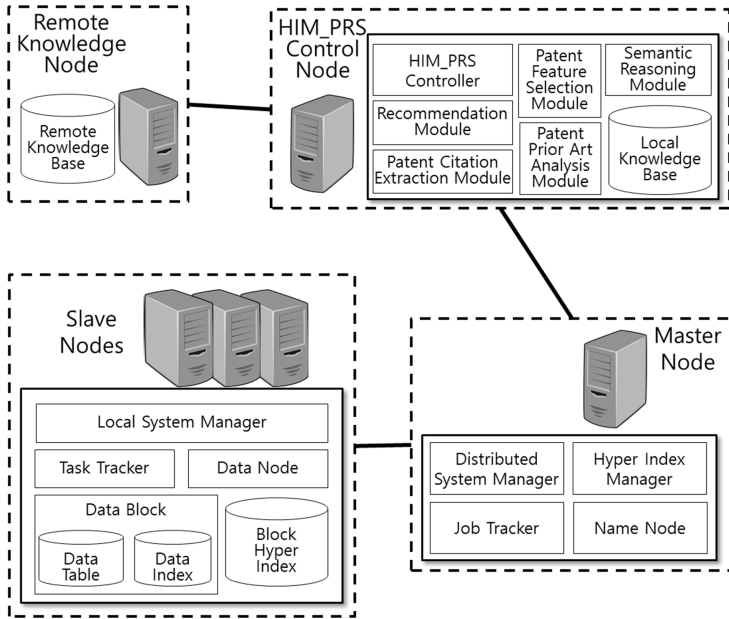 Remote
Knowledge
Node
Remote
Knowledge
Base
HIM_PRS
Control
Node
HIM_PRS
Controller
Recommendation
Module
Patent Citation
Extraction Module
Patent
Feature
Selection
Module
Patent
Prior Art
Analysis
Module
Semantic
Reasoning
Module
Local
Knowledge
Base
Slave
Nodes
Local System Manager
Task Tracker
Data Node
Data Block
Data
Table
Data
Index
Block
Hyper
Index
Master
Node
Distributed
System Manager
Hyper Index
Manager
Job Tracker
Name Node